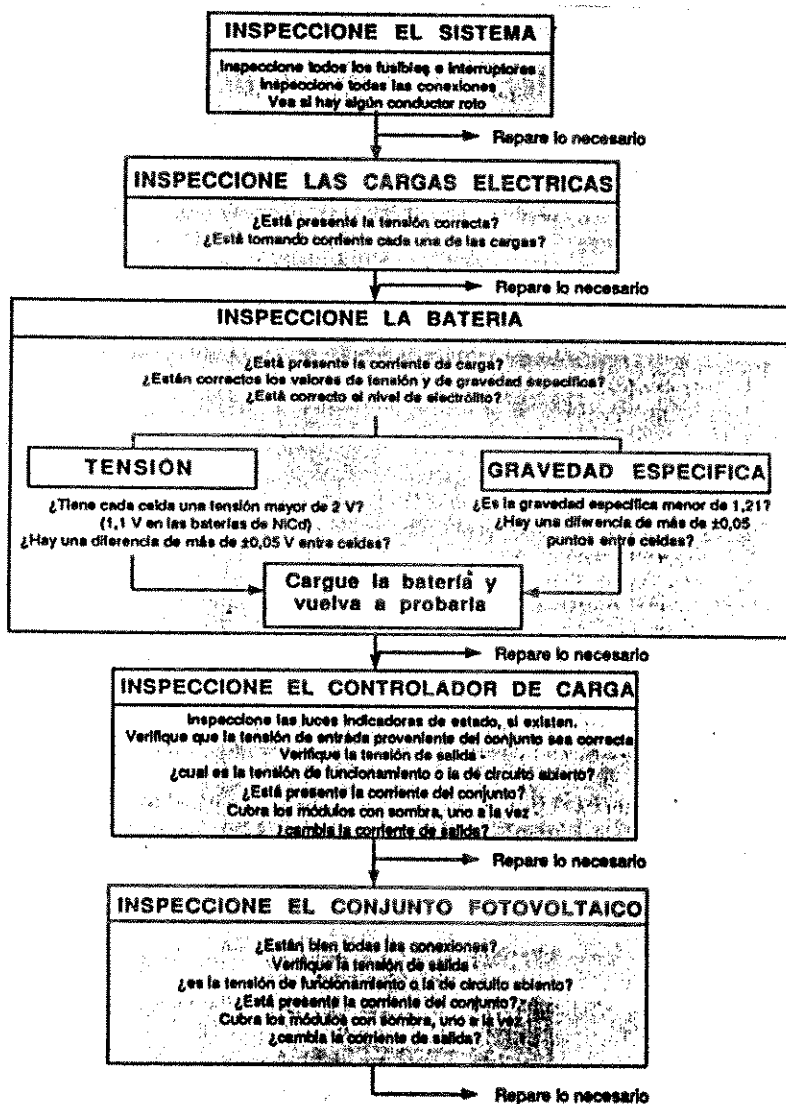 INSPECCIONE EL SISTEMA
Inspeccione todos los fusibles e interruptores
Inspeccione todas las conexiones
Vea si hay algún conductor roto
Repare lo necesario
INSPECCIONE LAS CARGAS ELECTRICAS
¿Está presente la tensión correcta?
¿Está tomando corriente cada una de las cargas?
Repare lo necesario
INSPECCIONE LA BATERIA
¿Está presente la corriente de carga?
¿Están correctos los valores de tensión y de gravedad específica?
¿Está correcto el nivel de electrólito?
TENSIÓN
¿Tiene cada celda una tensión mayor de 2 V?
(1,1 V en las baterías de NiCd)
¿Hay una diferencia de más de ±0,05 V entre celdas?
GRAVEDAD ESPECIFICA
¿Es la gravedad específica menor de 1,21?
¿Hay una diferencia de más de ±0,05
puntos entre celdas?
Cargue la batería y
vuelva a probarla
Repare lo necesario
INSPECCIONE EL CONTROLADOR DE CARGA
Inspeccione las luces indicadoras de estado, si existen.
Verifique que la tensión de entrada proveniente del conjunto sea correcta
Verifique la tensión de salida -
¿cual es la tensión de funcionamiento o la de circuito abierto?
¿Está presente la corriente del conjunto?
Cubra los módulos con sombra, uno a la vez -
¿cambia la corriente de salida?
Repare lo necesario
INSPECCIONE EL CONJUNTO FOTOVOLTAICO
¿Están bien todas las conexiones?
Verifique la tensión de salida -
¿es la tensión de funcionamiento o la de circuito abierto?
¿Está presente la corriente del conjunto?
Cubra los módulos con sombra, uno a la vez
¿cambia la corriente de salida?
Repare lo necesario